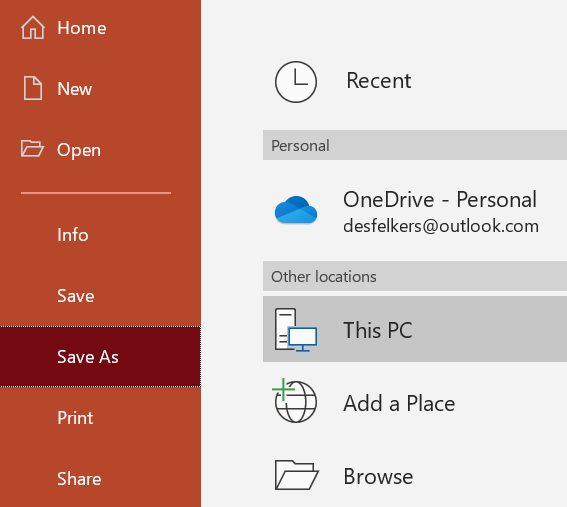 Home
New
Open
Info
Save
Save As
Print
Share
Recent
Personal
OneDrive - Personal
desfelkers@outlook.com
Other locations
This PC
Add a Place
Browse